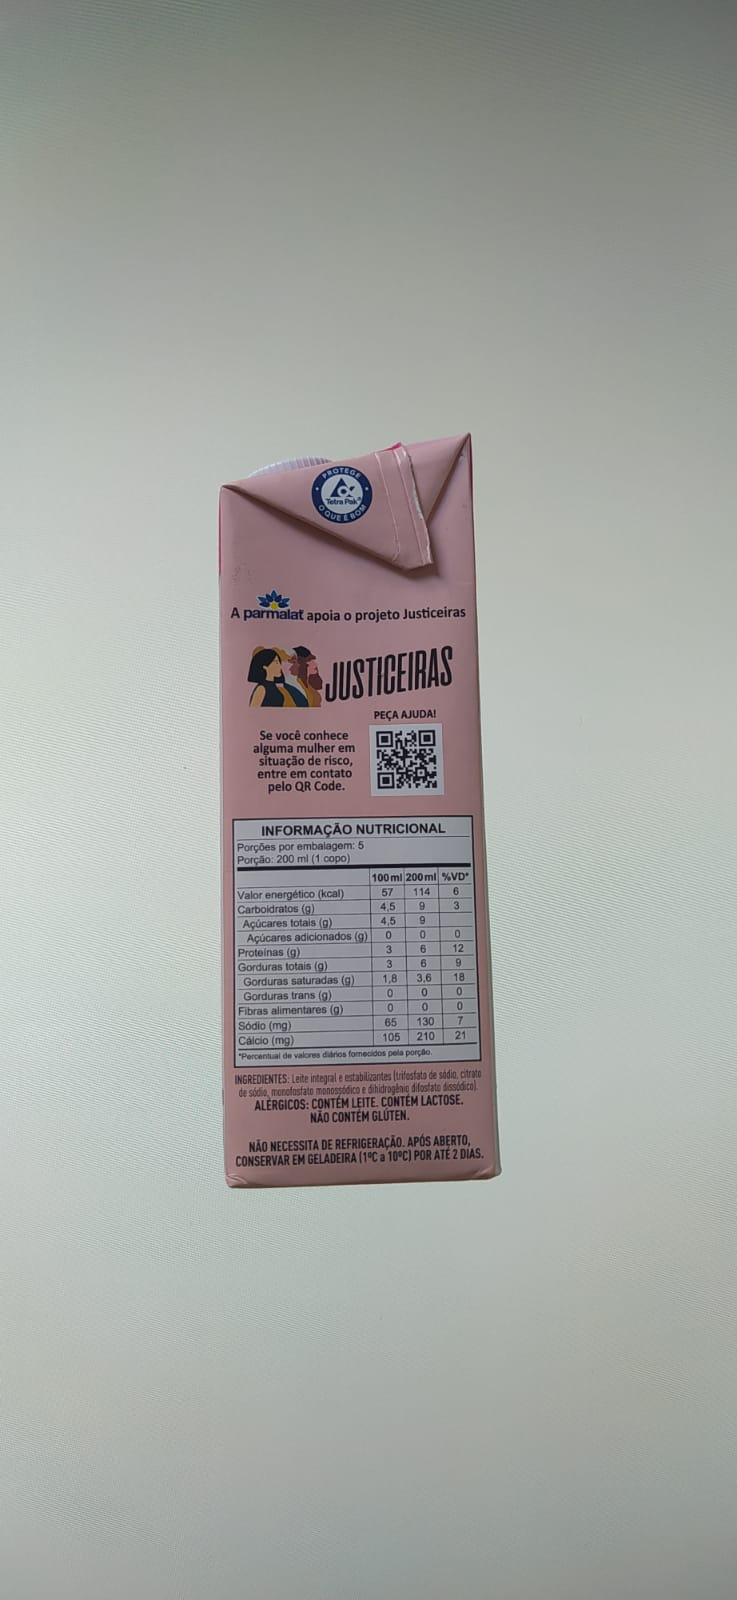 PROTEGE
Tetra Pak®
O QUE É BOM
A parmalat apoia o projeto Justiceiras
JUSTICEIRAS
PEÇA AJUDA!
Se você conhece
alguma mulher em
situação de risco,
entre em contato
pelo QR Code.
INFORMAÇÃO NUTRICIONAL
Porções por embalagem: 5
Porção: 200 ml (1 copo)
100 ml 200 ml %VD*
Valor energético (kcal) 57 114 6
Carboidratos (g) 4,5 9 3
Açúcares totais (g) 4,5 9
Açúcares adicionados (g) 0 0 0
Proteínas (g) 3 6 12
Gorduras totais (g) 3 6 9
Gorduras saturadas (g) 1,8 3,6 18
Gorduras trans (g) 0 0 0
Fibras alimentares (g) 0 0 0
Sódio (mg) 65 130 7
Cálcio (mg) 105 210 21
*Percentual de valores diários fornecidos pela porção.
INGREDIENTES: Leite integral e estabilizantes (trifosfato de sódio, citrato
de sódio, monofosfato monossódico e dihidrogênio difosfato dissódico).
ALÉRGICOS: CONTÉM LEITE. CONTÉM LACTOSE.
NÃO CONTÉM GLÚTEN.
NÃO NECESSITA DE REFRIGERAÇÃO. APÓS ABERTO,
CONSERVAR EM GELADEIRA (1ºC a 10ºC) POR ATÉ 2 DIAS.